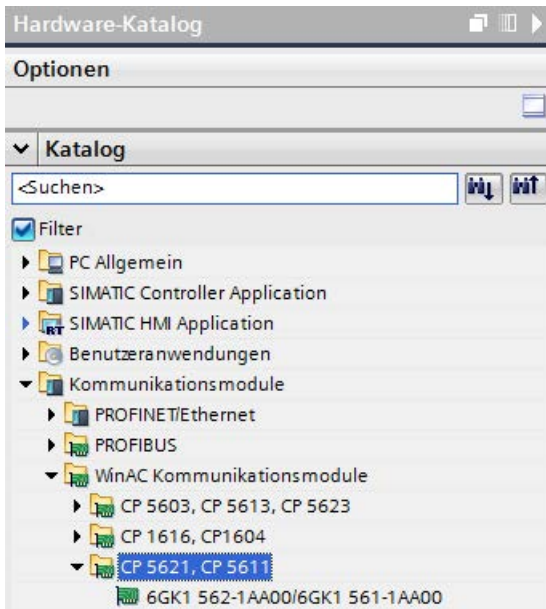 Hardware-Katalog
Optionen
Katalog
<Suchen>
Filter
PC Allgemein
SIMATIC Controller Application
RT SIMATIC HMI Application
Benutzeranwendungen
Kommunikationsmodule
PROFINET/Ethernet
PROFIBUS
WinAC Kommunikationsmodule
CP 5603, CP 5613, CP 5623
CP 1616, CP1604
CP 5621, CP 5611
6GK1 562-1AA00/6GK1 561-1AA00